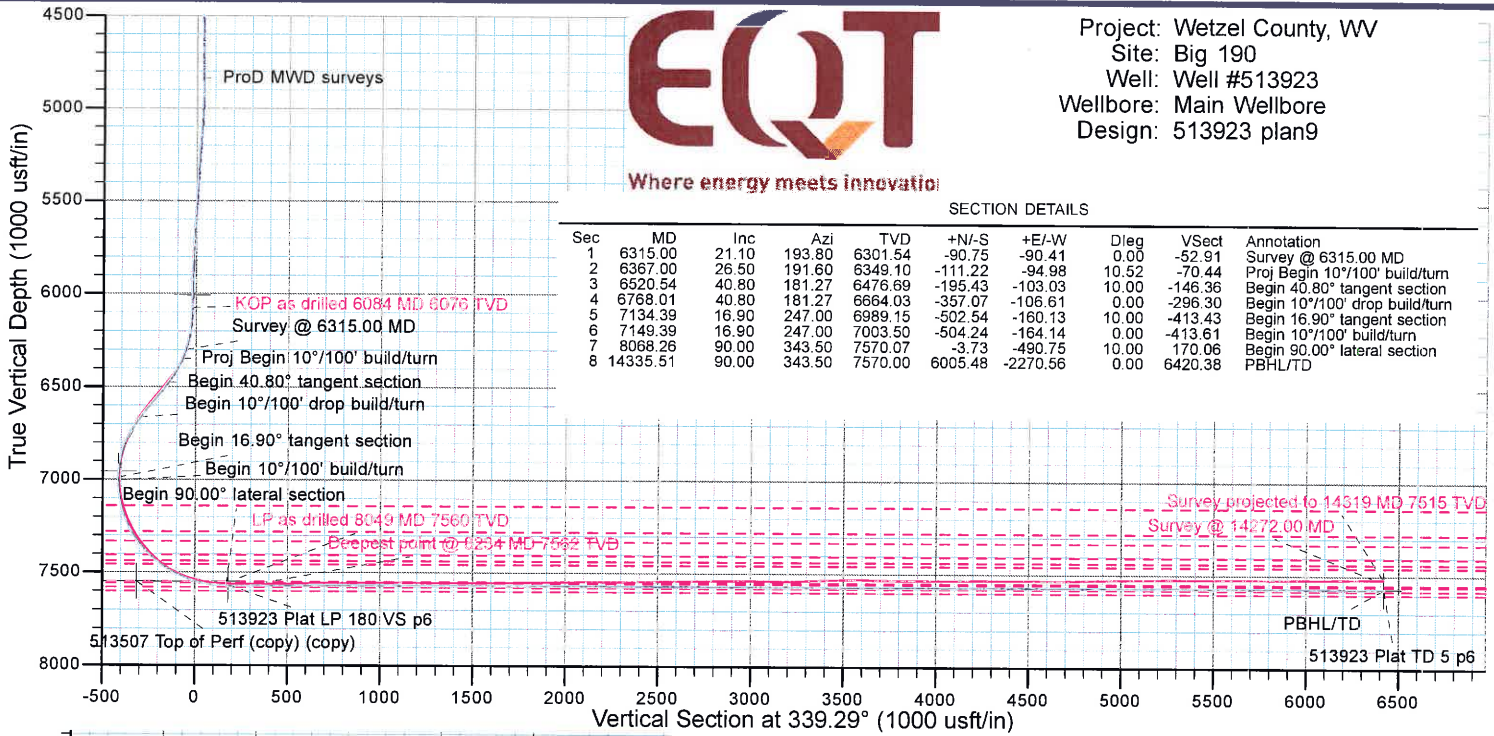 EQT
Where energy meets innovatio
Project: Wetzel County, WV
Site: Big 190
Well: Well #513923
Wellbore: Main Wellbore
Design: 513923 plan9
SECTION DETAILS
Sec MD Inc Azi TVD +N/-S +E/-W Dleg VSect Annotation
1 6315.00 21.10 193.80 6301.54 -90.75 -90.41 0.00 -52.91 Survey @ 6315.00 MD
2 6367.00 26.50 191.60 6349.10 -111.22 -94.98 10.52 -70.44 Proj Begin 10°/100' build/turn
3 6520.54 40.80 181.27 6476.69 -195.43 -103.03 10.00 -146.36 Begin 40.80° tangent section
4 6768.01 40.80 181.27 6664.03 -357.07 -106.61 0.00 -296.30 Begin 10°/100' drop build/turn
5 7134.39 16.90 247.00 6989.15 -502.54 -160.13 10.00 -413.43 Begin 16.90° tangent section
6 7149.39 16.90 247.00 7003.50 -504.24 -164.14 0.00 -413.61 Begin 10°/100' build/turn
7 8068.26 90.00 343.50 7570.07 -3.73 -490.75 10.00 170.06 Begin 90.00° lateral section
8 14335.51 90.00 343.50 7570.00 6005.48 -2270.56 0.00 6420.38 PBHL/TD
True Vertical Depth (1000 usft/in)
4500
5000
5500
6000
6500
7000
7500
8000
ProD MWD surveys
KOP as drilled 6084 MD 6076 TVD
Survey @ 6315.00 MD
Proj Begin 10°/100' build/turn
Begin 40.80° tangent section
Begin 10°/100' drop build/turn
Begin 16.90° tangent section
Begin 10°/100' build/turn
Begin 90.00° lateral section
LP as drilled 8049 MD 7560 TVD
Deepest point @ MD TVD
Survey projected to 14319 MD 7515 TVD
Survey @ 14272.00 MD
513923 Plat LP 180 VS p6
513507 Top of Perf (copy) (copy)
PBHL/TD
513923 Plat TD 5 p6
-500 0 500 1000 1500 2000 2500 3000 3500 4000 4500 5000 5500 6000 6500
Vertical Section at 339.29° (1000 usft/in)